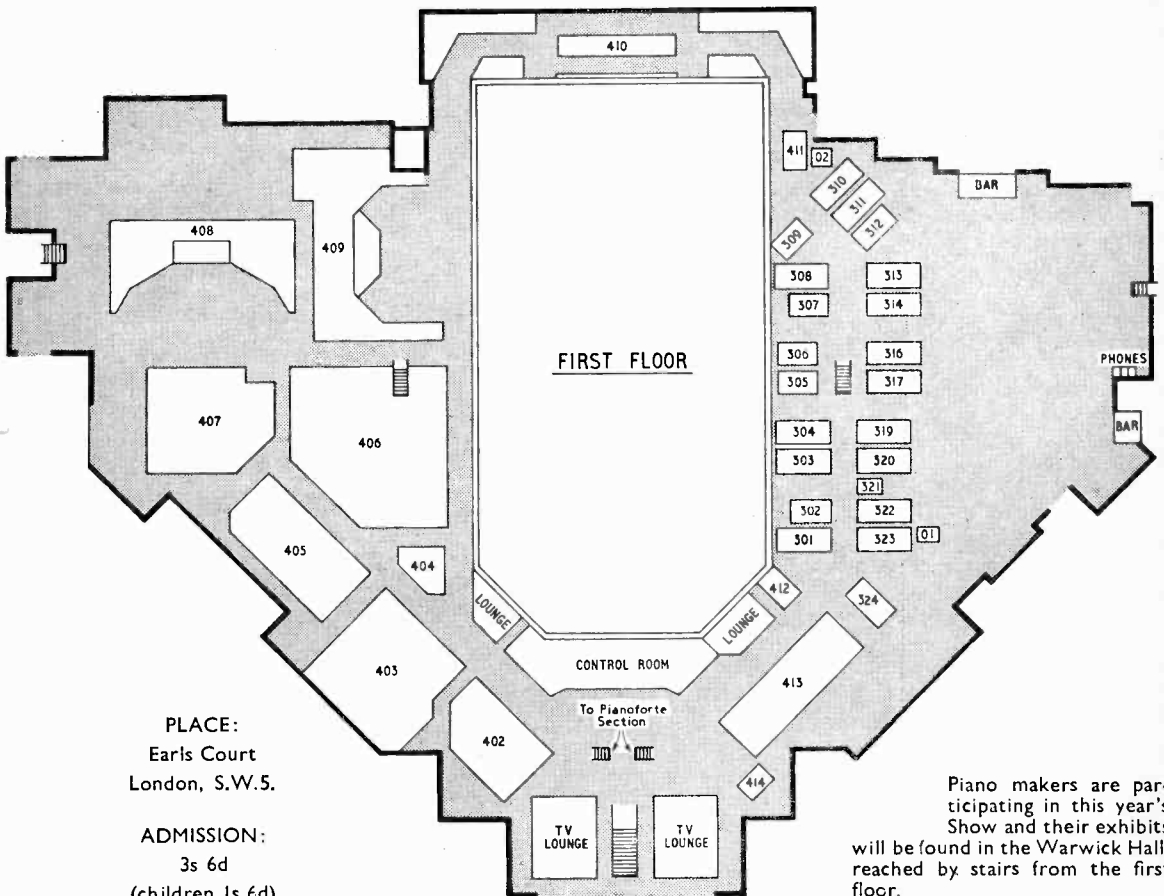 410
411
02
310
311
312
BAR
309
408
409
308
313
307
314
FIRST FLOOR
306
316
PHONES
305
317
407
406
BAR
304
319
303
320
321
302
322
301
323
01
405
404
412
324
LOUNGE
LOUNGE
403
CONTROL ROOM
413
402
To Pianoforte
Section
414
TV
LOUNGE
TV
LOUNGE
PLACE:
Earls Court
London, S.W.5.
ADMISSION:
3s 6d
(children 1s 6d)
Piano makers are par-
ticipating in this year's
Show and their exhibits
will be found in the Warwick Hall
reached by stairs from the first
floor.